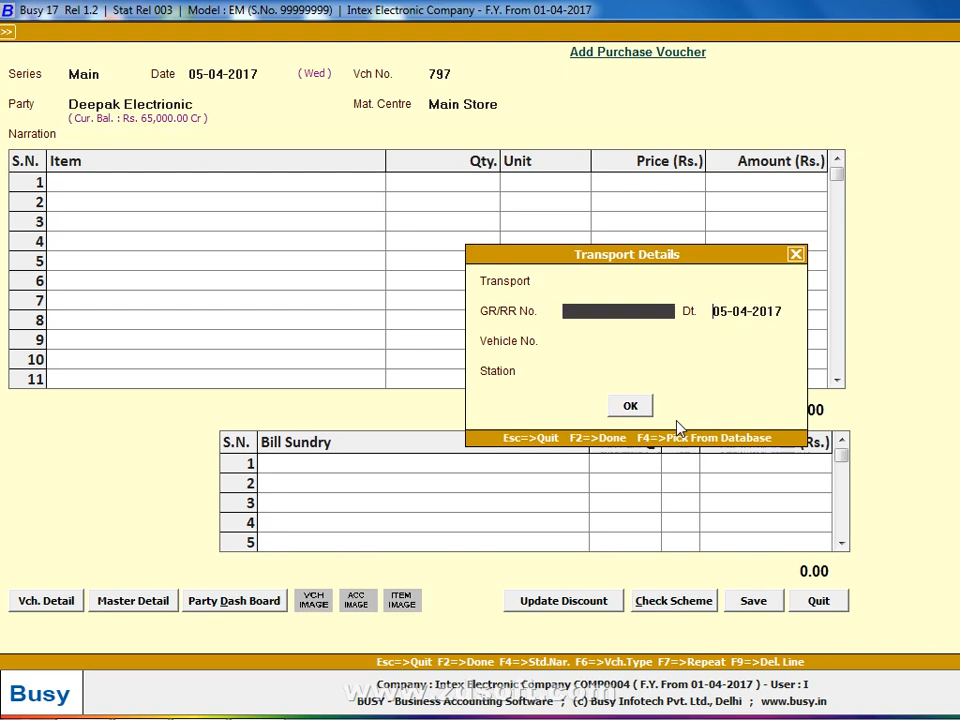 Busy 17 Rel 1.2 | Stat Rel 003 | Model : EM (S.No. 99999999) | Intex Electronic Company - F.Y. From 01-04-2017
>>
Add Purchase Voucher
Series Main Date 05-04-2017 ( Wed ) Vch No. 797
Party Deepak Electrionic Mat. Centre Main Store
( Cur. Bal. : Rs. 65,000.00 Cr )
Narration
S.N. Item Qty. Unit Price (Rs.) Amount (Rs.)
1
2
3
4
5
6
7
8
9
10
11
Transport Details
Transport
GR/RR No. Dt. 05-04-2017
Vehicle No.
Station
OK
Esc=>Quit F2=>Done F4=>Pick From Database
00
S.N. Bill Sundry (Rs.)
1
2
3
4
5
0.00
Vch. Detail Master Detail Party Dash Board VCH IMAGE ACC IMAGE ITEM IMAGE Update Discount Check Scheme Save Quit
Esc=>Quit F2=>Done F4=>Std.Nar. F6=>Vch.Type F7=>Repeat F9=>Del. Line
Busy
Company : Intex Electronic Company COMP0004 ( F.Y. From 01-04-2017 ) - User : I
www.zdsoft.com
BUSY - Business Accounting Software ; (c) Busy Infotech Pvt. Ltd., Delhi ; www.busy.in